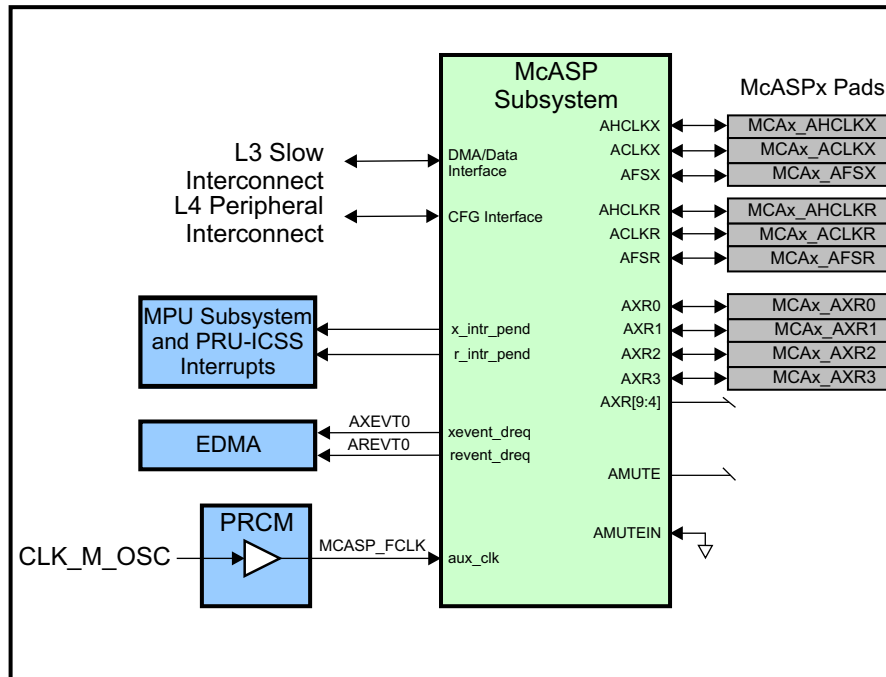 McASP
Subsystem
McASPx Pads
L3 Slow
Interconnect
L4 Peripheral
Interconnect
DMA/Data
Interface
CFG Interface
AHCLKX
ACLKX
AFSX
AHCLKR
ACLKR
AFSR
MCAx_AHCLKX
MCAx_ACLKX
MCAx_AFSX
MCAx_AHCLKR
MCAx_ACLKR
MCAx_AFSR
MPU Subsystem
and PRU-ICSS
Interrupts
x_intr_pend
r_intr_pend
AXR0
AXR1
AXR2
AXR3
AXR[9:4]
MCAx_AXR0
MCAx_AXR1
MCAx_AXR2
MCAx_AXR3
EDMA
AXEVT0
AREVT0
xevent_dreq
revent_dreq
AMUTE
AMUTEIN
PRCM
CLK_M_OSC
MCASP_FCLK
aux_clk